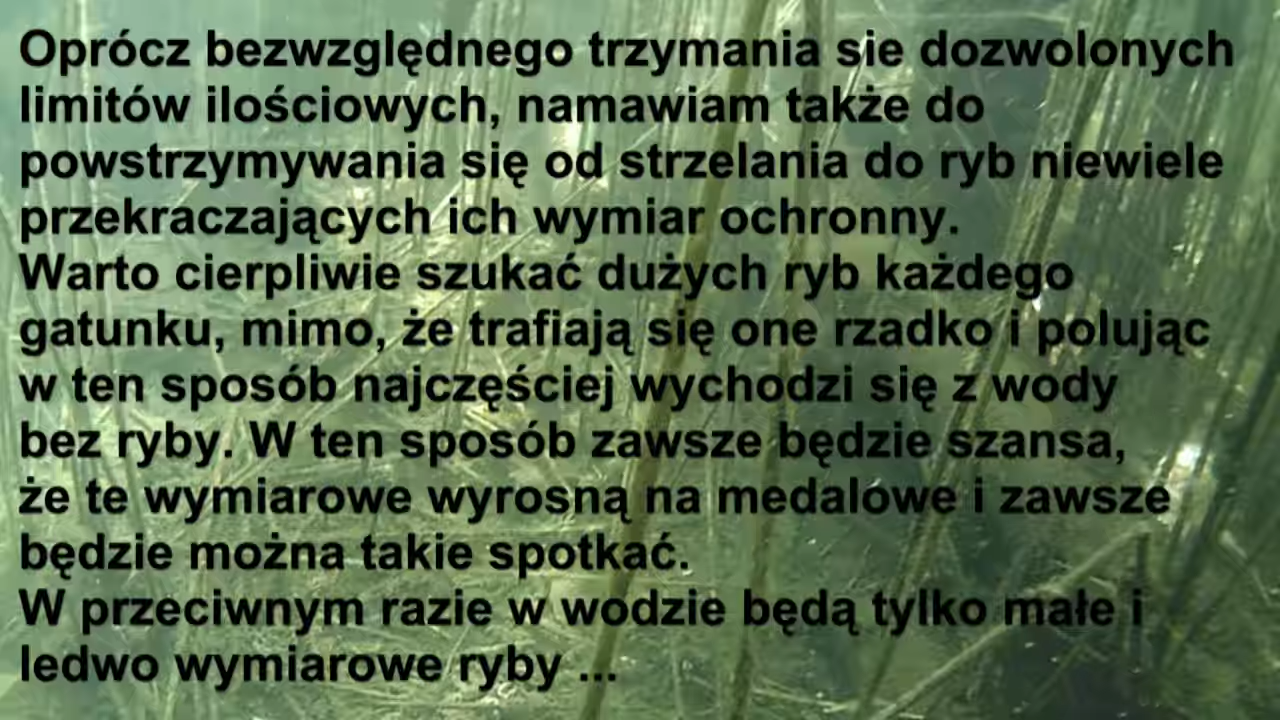 Oprócz bezwzględnego trzymania sie dozwolonych
limitów ilościowych, namawiam także do
powstrzymywania się od strzelania do ryb niewiele
przekraczających ich wymiar ochronny.
Warto cierpliwie szukać dużych ryb każdego
gatunku, mimo, że trafiają się one rzadko i polując
w ten sposób najczęściej wychodzi się z wody
bez ryby. W ten sposób zawsze będzie szansa,
że te wymiarowe wyrosną na medalowe i zawsze
będzie można takie spotkać.
W przeciwnym razie w wodzie będą tylko małe i
ledwo wymiarowe ryby ...